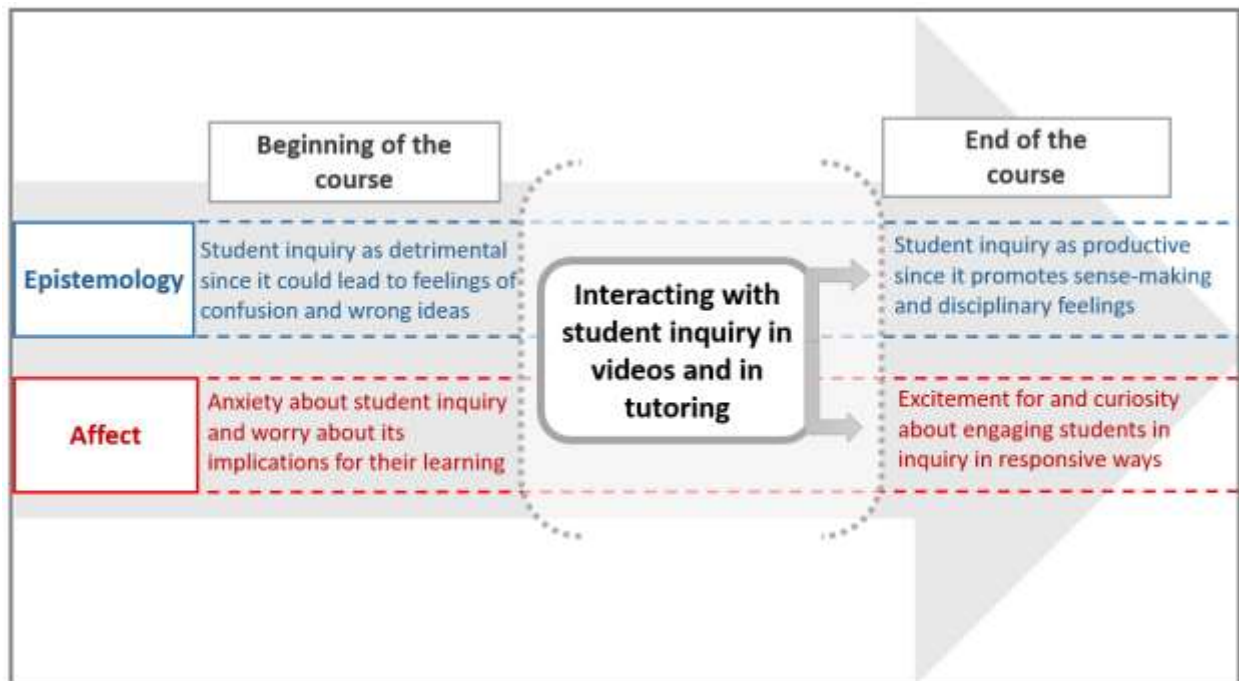 Beginning of the
course
End of the
course
Epistemology
Student inquiry as detrimental
since it could lead to feelings of
confusion and wrong ideas
Interacting with
student inquiry in
videos and in
tutoring
Student inquiry as productive
since it promotes sense-making
and disciplinary feelings
Affect
Anxiety about student inquiry
and worry about its
implications for their learning
Excitement for and curiosity
about engaging students in
inquiry in responsive ways